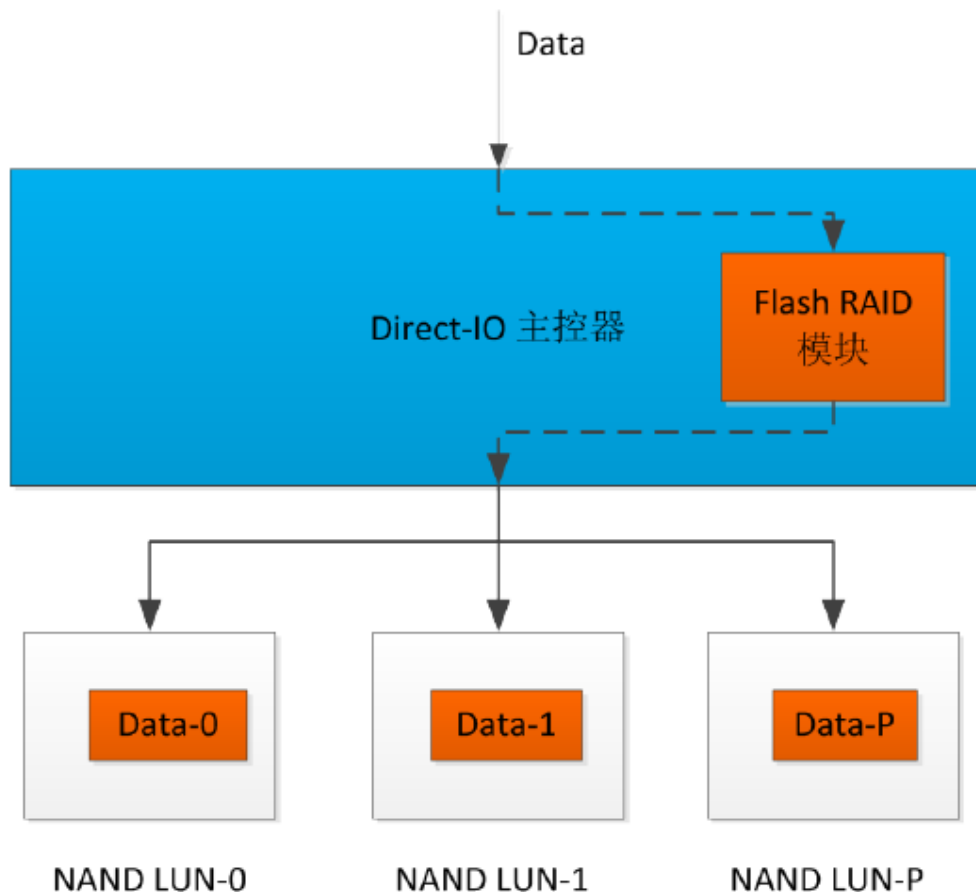 Data
Direct-IO 主控器
Flash RAID
模块
Data-0
Data-1
Data-P
NAND LUN-0
NAND LUN-1
NAND LUN-P